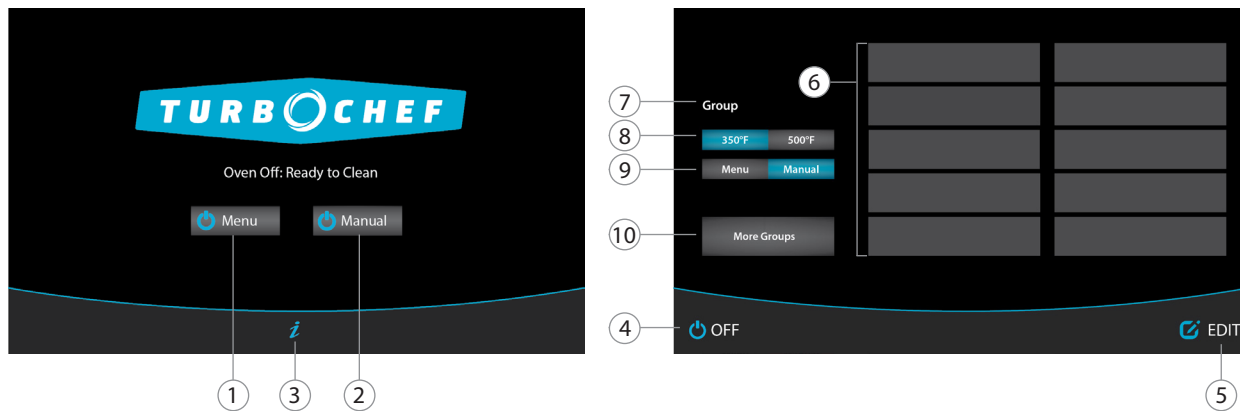 TURBOCHEF
Oven Off: Ready to Clean
Menu
Manual
i
1
3
2
6
7
Group
8
350°F
500°F
9
Menu
Manual
10
More Groups
4
OFF
EDIT
5